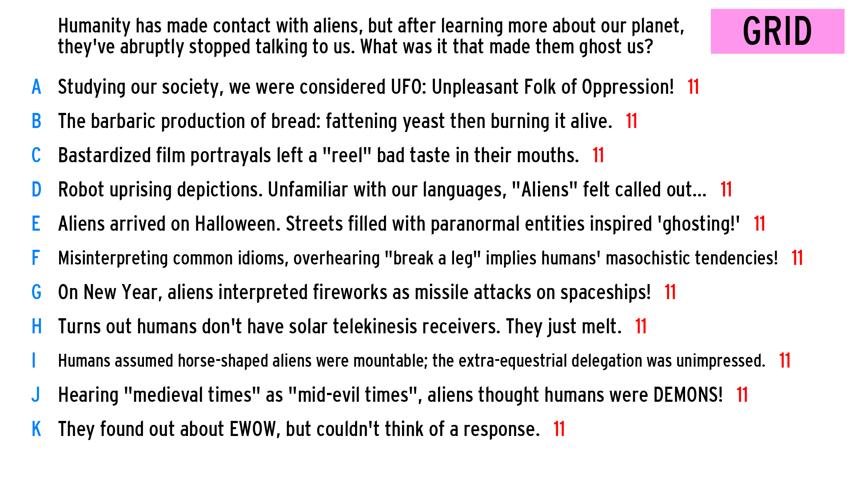 Humanity has made contact with aliens, but after learning more about our planet,
they've abruptly stopped talking to us. What was it that made them ghost us?
GRID
A Studying our society, we were considered UFO: Unpleasant Folk of Oppression! 11
B The barbaric production of bread: fattening yeast then burning it alive. 11
C Bastardized film portrayals left a "reel" bad taste in their mouths. 11
D Robot uprising depictions. Unfamiliar with our languages, "Aliens" felt called out... 11
E Aliens arrived on Halloween. Streets filled with paranormal entities inspired 'ghosting!' 11
F Misinterpreting common idioms, overhearing "break a leg" implies humans' masochistic tendencies! 11
G On New Year, aliens interpreted fireworks as missile attacks on spaceships! 11
H Turns out humans don't have solar telekinesis receivers. They just melt. 11
I Humans assumed horse-shaped aliens were mountable; the extra-equestrial delegation was unimpressed. 11
J Hearing "medieval times" as "mid-evil times", aliens thought humans were DEMONS! 11
K They found out about EWOW, but couldn't think of a response. 11